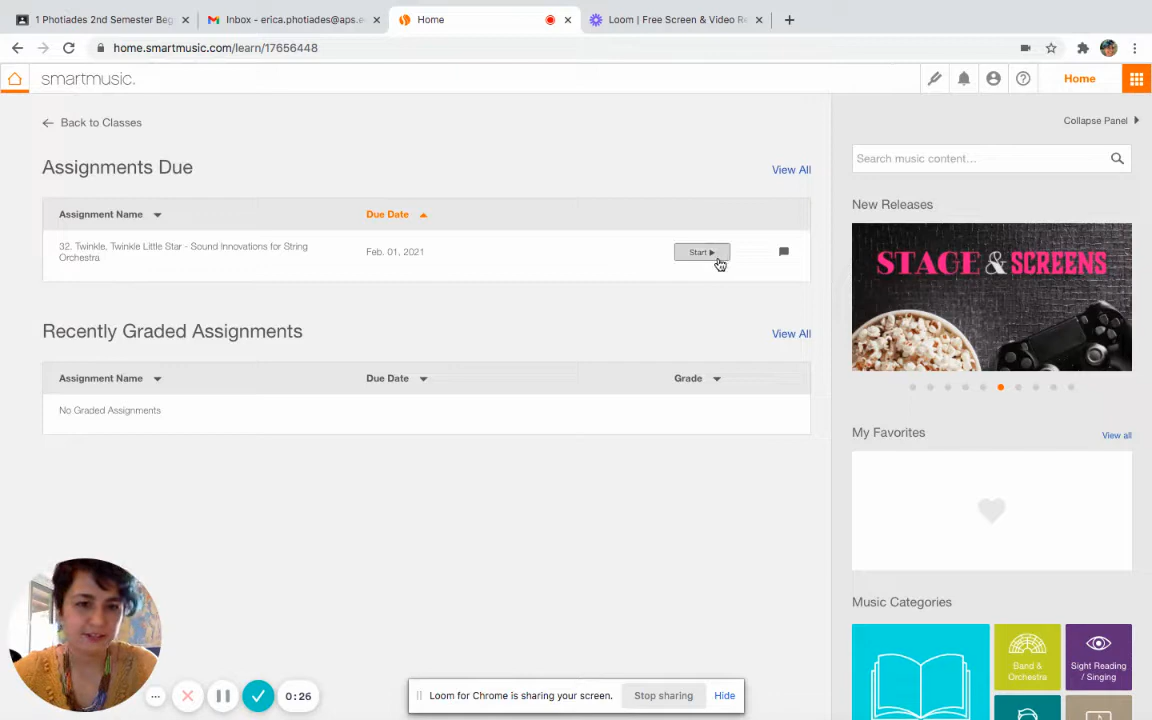 1 Photiades 2nd Semester Beg
Inbox - erica.photiades@aps.e
Home
Loom | Free Screen & Video Re
home.smartmusic.com/learn/17656448
smartmusic.
Home
Back to Classes
Collapse Panel
Assignments Due
View All
Search music content...
Assignment Name
Due Date
New Releases
32. Twinkle, Twinkle Little Star - Sound Innovations for String
Orchestra
Feb. 01, 2021
Start
STAGE & SCREENS
Recently Graded Assignments
View All
Assignment Name
Due Date
Grade
No Graded Assignments
My Favorites
View all
Music Categories
Band &
Orchestra
Sight Reading
/ Singing
0:26
Loom for Chrome is sharing your screen.
Stop sharing
Hide